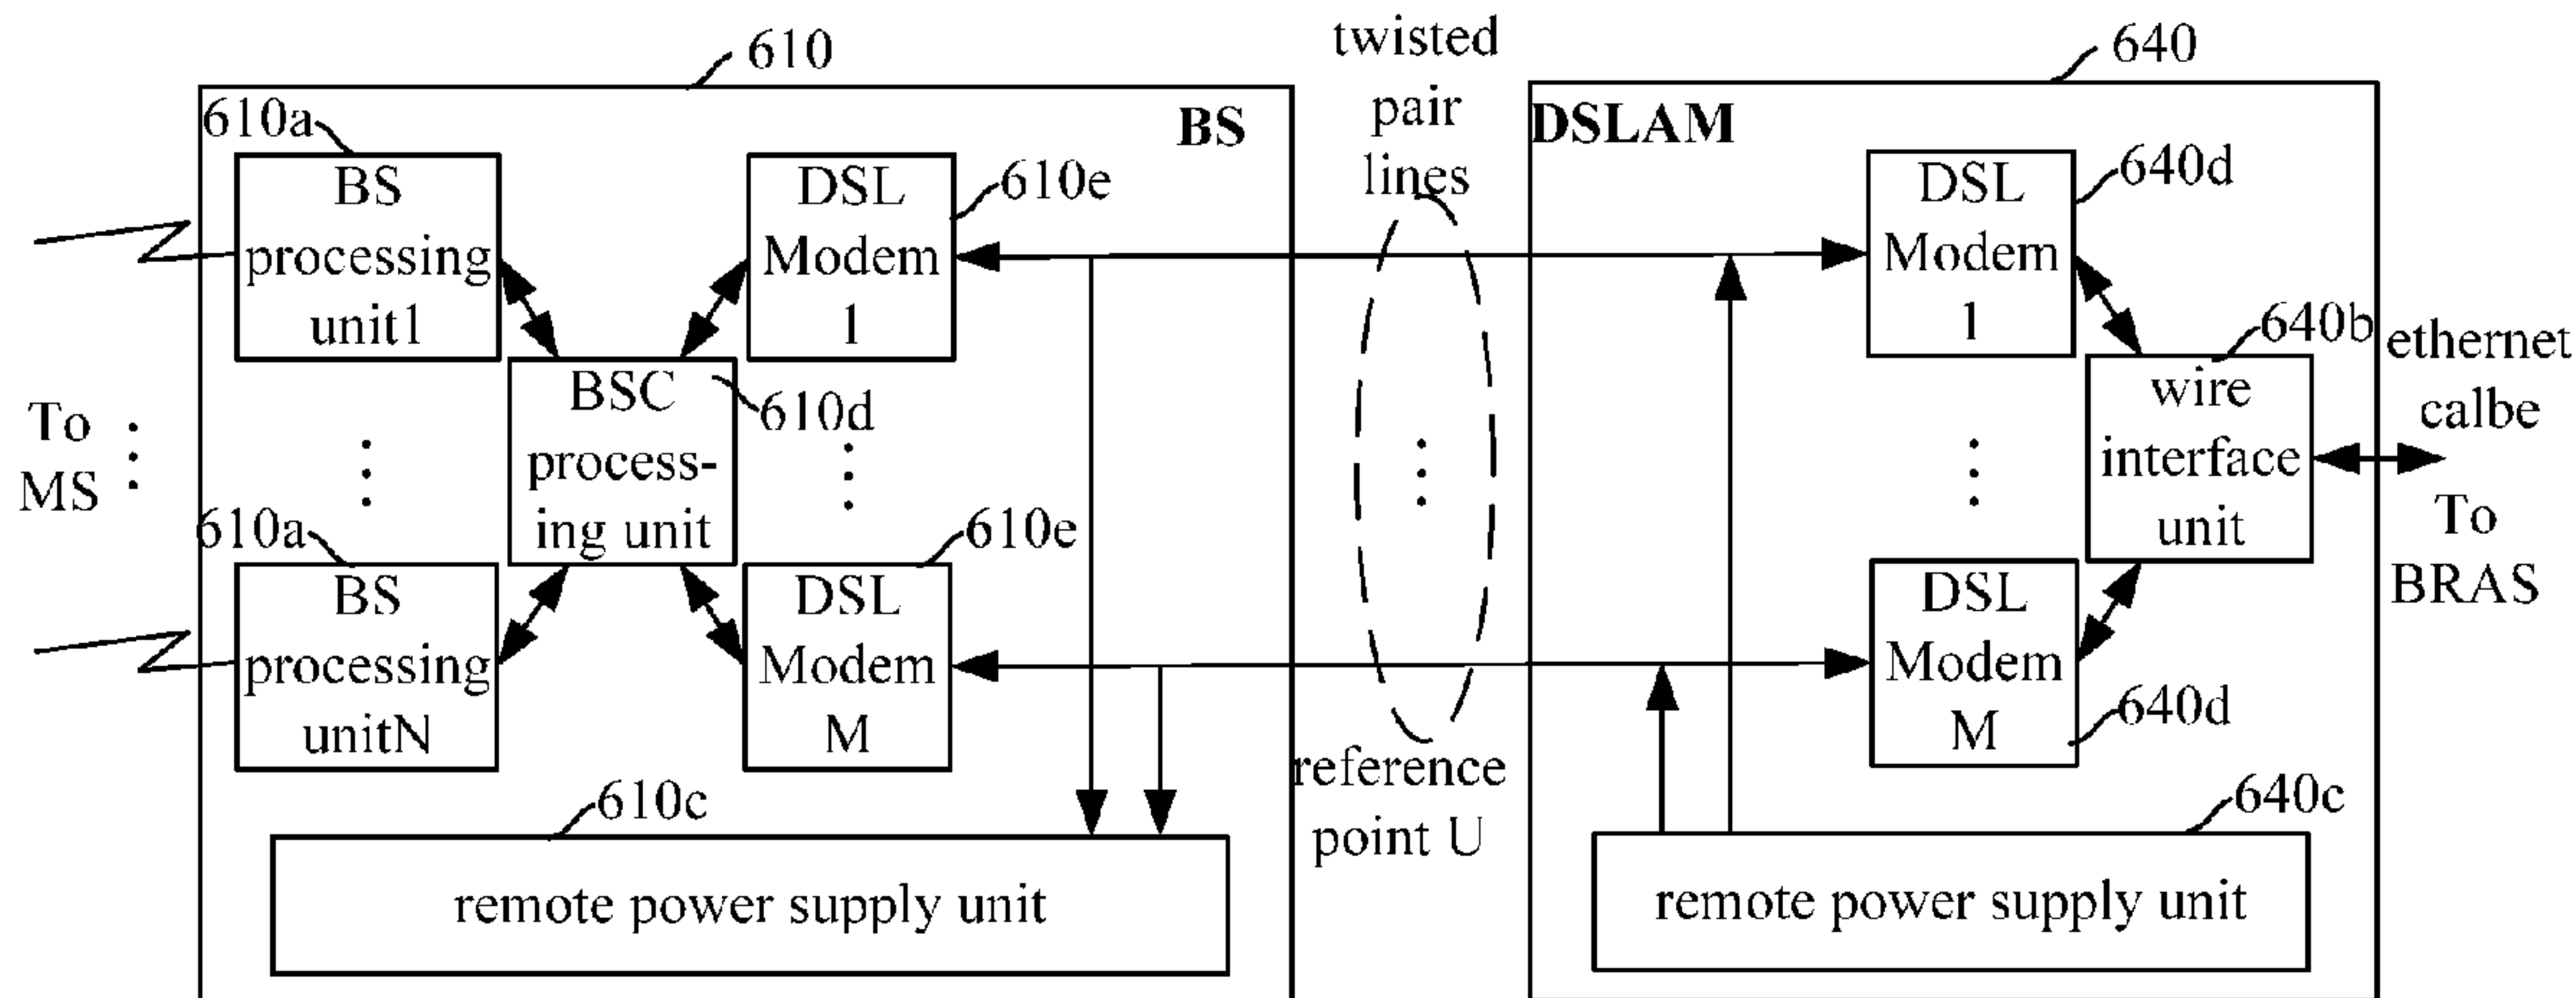 610
twisted
pair
lines
640
BS
DSLAM
610a
BS
processing
unit1
DSL
Modem
1
610e
DSL
Modem
1
640d
To
MS
BSC
process-
ing unit
610d
640b
wire
interface
unit
ethernet
calbe
To
BRAS
610a
BS
processing
unitN
DSL
Modem
M
610e
DSL
Modem
M
640d
reference
point U
610c
remote power supply unit
640c
remote power supply unit